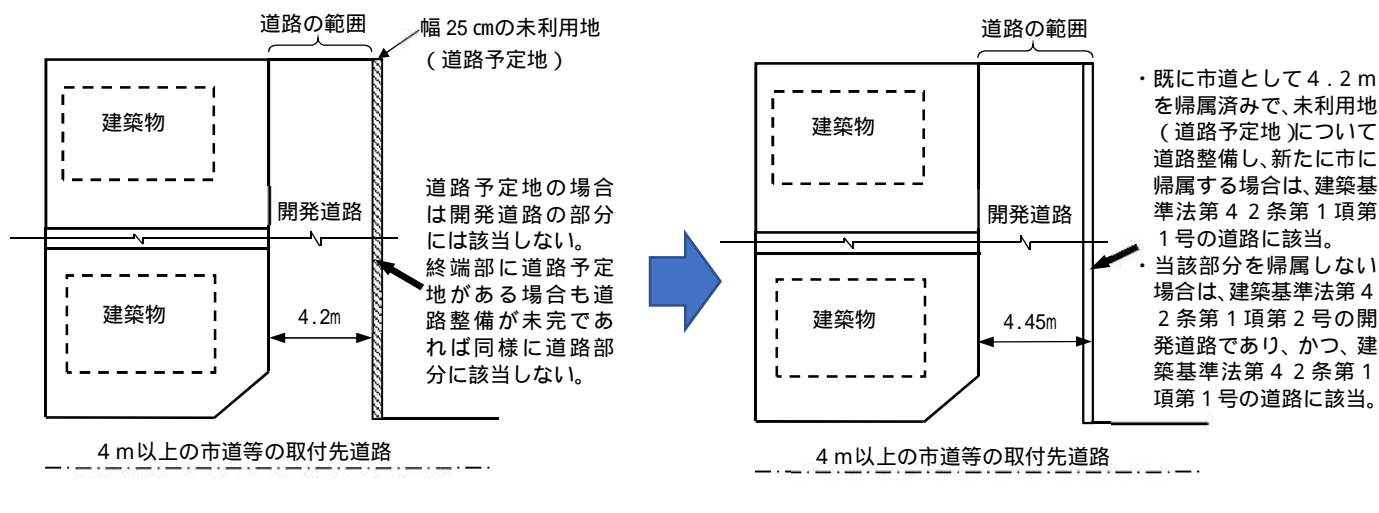 道路の範囲
幅 25 ㎝の未利用地
(道路予定地)
建築物
道路予定地の場合
は開発道路の部分
には該当しない。
終端部に道路予定
地がある場合も道
路整備が未完であ
れば同様に道路部
分に該当しない。
開発道路
建築物
4.2m
4m以上の市道等の取付先道路
道路の範囲
建築物
・既に市道として4.2m
を帰属済みで、未利用地
(道路予定地)について
道路整備し、新たに市に
帰属する場合は、建築基
準法第42条第1項第
1号の道路に該当。
・当該部分を帰属しない
場合は、建築基準法第4
2条第1項第2号の開
発道路であり、かつ、建
築基準法第42条第1
項第1号の道路に該当。
開発道路
建築物
4.45m
4m以上の市道等の取付先道路